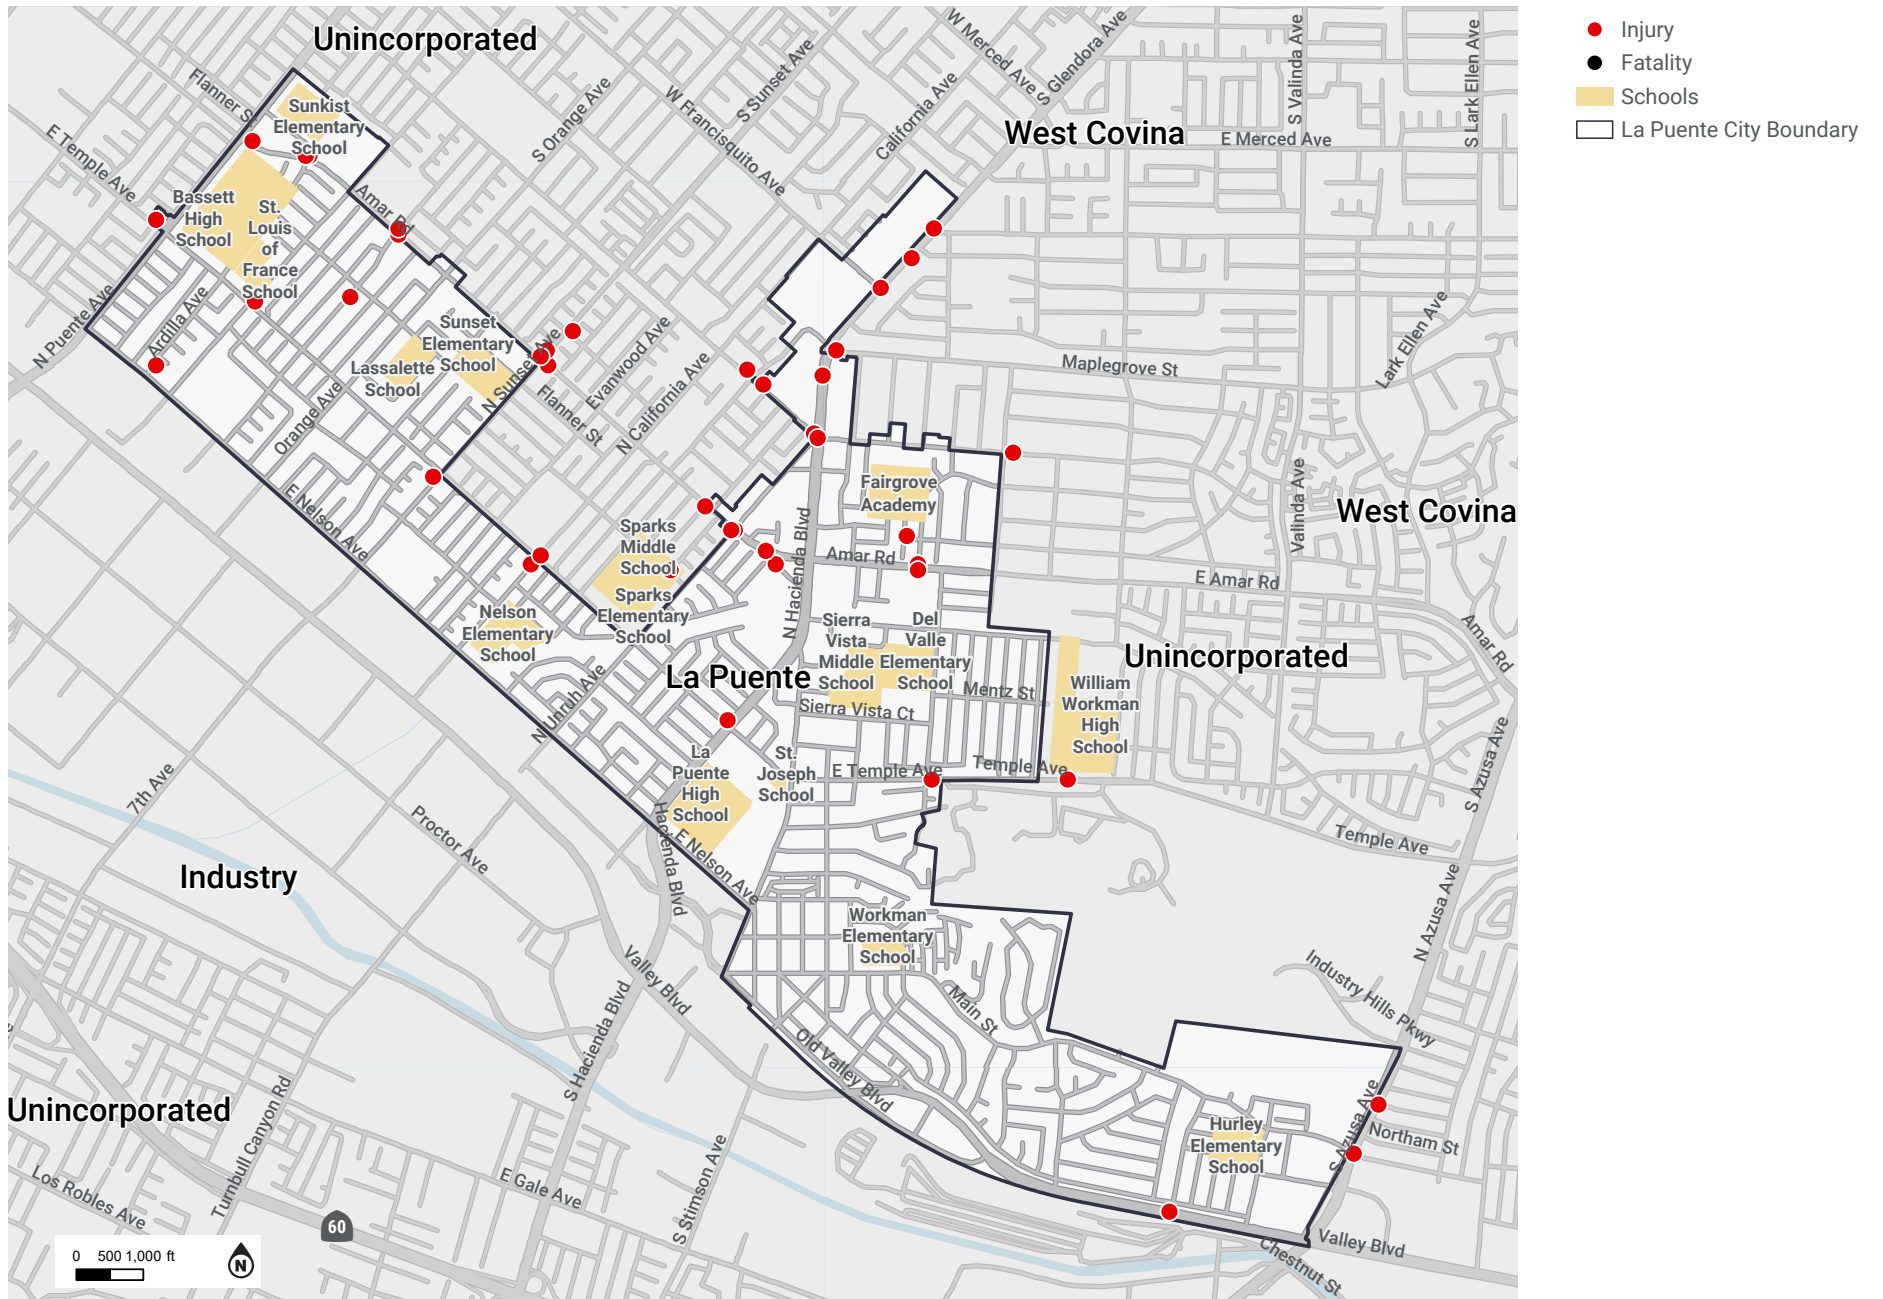 Unincorporated
W Merced Ave
S Glendora Ave
S Valinda Ave
S Lark Ellen Ave
Injury
Fatality
Schools
La Puente City Boundary
Flanner St
Sunkist
Elementary
School
S Orange Ave
W Francisquito Ave
S Sunset Ave
California Ave
West Covina
E Merced Ave
E Temple Ave
Bassett
High
School
St.
Louis
of
France
School
Amar Rd
N Puente Ave
Ardilla Ave
Sunset
Elementary
School
Lassalette
School
N Sunset Ave
Evanwood Ave
Flanner St
N California Ave
Orange Ave
Maplegrove St
Lark Ellen Ave
E Nelson Ave
Fairgrove
Academy
Valinda Ave
West Covina
Sparks
Middle
School
Sparks
Elementary
School
N Hacienda Blvd
Amar Rd
E Amar Rd
Amar Rd
Nelson
Elementary
School
Sierra
Vista
Middle
School
Del
Valle
Elementary
School
Unincorporated
La Puente
Mentz St
Sierra Vista Ct
William
Workman
High
School
N Unruh Ave
La
Puente
High
School
St.
Joseph
School
E Temple Ave
Temple Ave
S Azusa Ave
7th Ave
Proctor Ave
Hacienda Blvd
E Nelson Ave
Temple Ave
Industry
Workman
Elementary
School
N Azusa Ave
Valley Blvd
Main St
Industry Hills Pkwy
S Hacienda Blvd
Old Valley Blvd
Unincorporated
Turnbull Canyon Rd
Hurley
Elementary
School
S Azusa Ave
Northam St
Los Robles Ave
E Gale Ave
S Stimson Ave
60
Valley Blvd
Chestnut St
0 500 1,000 ft
N